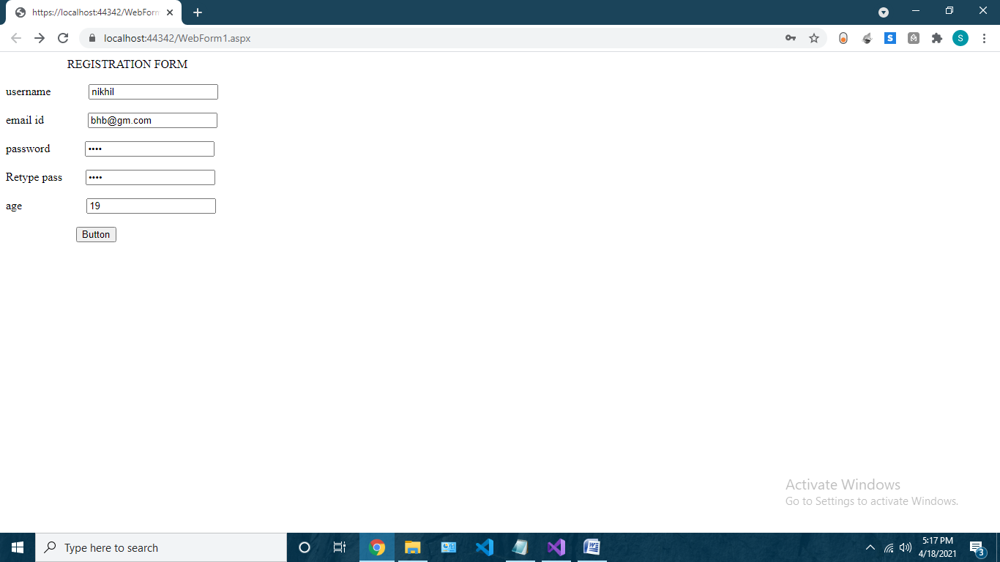 https://localhost:44342/WebForm
localhost:44342/WebForm1.aspx
S
S
REGISTRATION FORM
username nikhil
email id bhb@gm.com
password ••••
Retype pass ••••
age 19
Button
Activate Windows
Go to Settings to activate Windows.
Type here to search
5:17 PM
4/18/2021
3